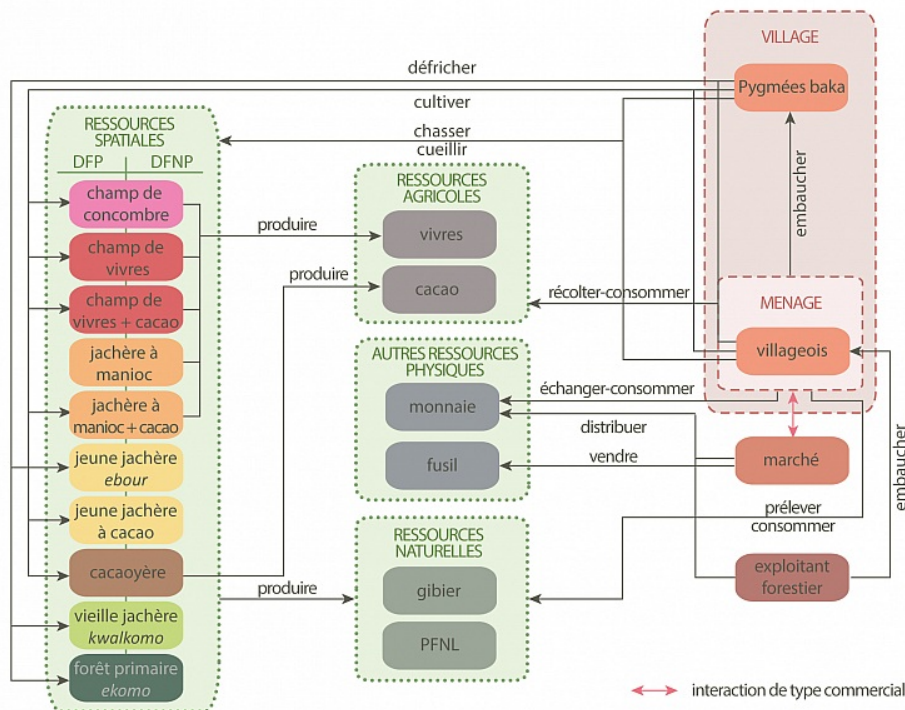 VILLAGE
défricher
Pygmées baka
cultiver
RESSOURCES
SPATIALES
chasser
cueillir
DFP
DFNP
RESSOURCES
AGRICOLES
embaucher
champ de
concombre
produire
vivres
champ de
vivres
produire
cacao
récolter-consommer
MENAGE
champ de
vivres + cacao
villageois
jachère à
manioc
AUTRES RESSOURCES
PHYSIQUES
échanger-consommer
jachère à
manioc + cacao
monnaie
distribuer
jeune jachère
ebour
fusil
vendre
marché
embaucher
jeune jachère
à cacao
prélever
consommer
RESSOURCES
NATURELLES
cacaoyère
produire
gibier
exploitant
forestier
vieille jachère
kwalkomo
PFNL
forêt primaire
ekomo
interaction de type commercial